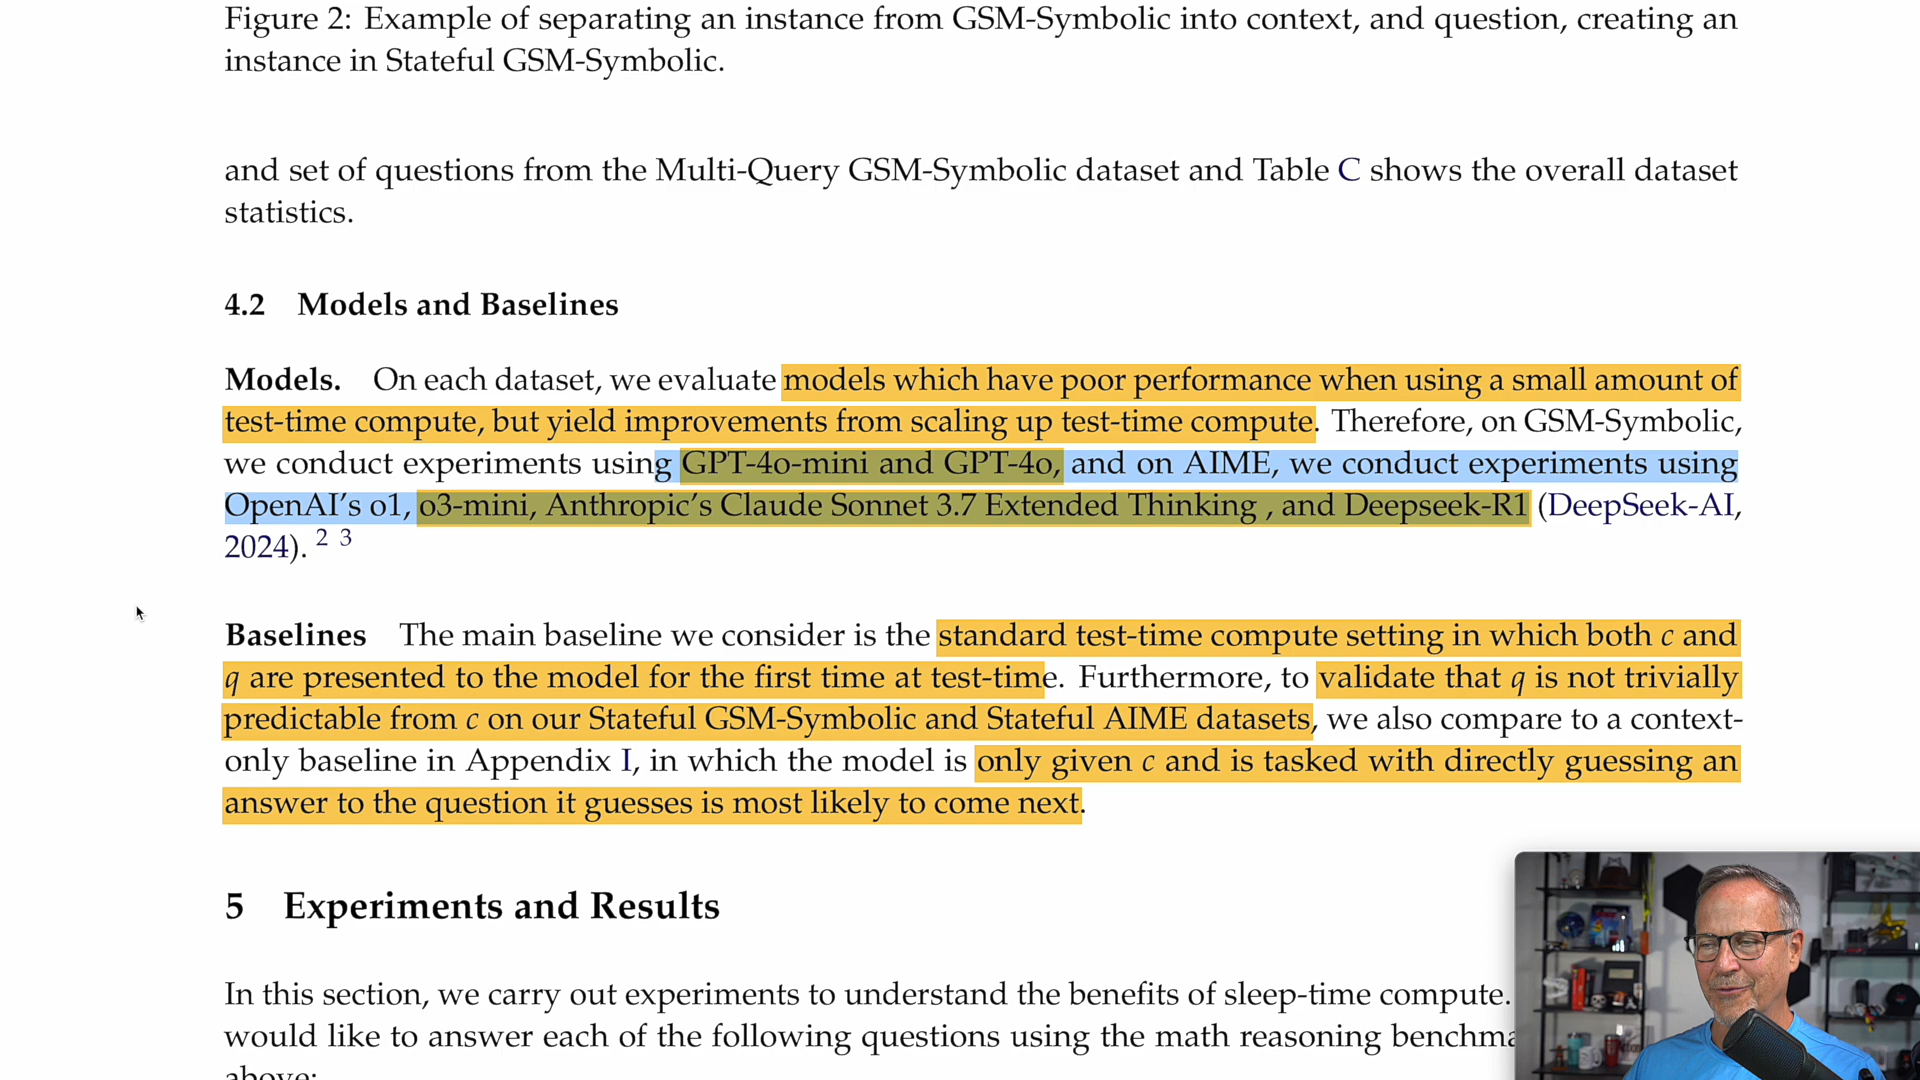 Figure 2: Example of separating an instance from GSM-Symbolic into context, and question, creating an
instance in Stateful GSM-Symbolic.
and set of questions from the Multi-Query GSM-Symbolic dataset and Table C shows the overall dataset
statistics.
4.2 Models and Baselines
Models. On each dataset, we evaluate models which have poor performance when using a small amount of
test-time compute, but yield improvements from scaling up test-time compute. Therefore, on GSM-Symbolic,
we conduct experiments using GPT-4o-mini and GPT-4o, and on AIME, we conduct experiments using
OpenAI's o1, o3-mini, Anthropic's Claude Sonnet 3.7 Extended Thinking , and Deepseek-R1 (DeepSeek-AI,
2024). 2 3
Baselines The main baseline we consider is the standard test-time compute setting in which both c and
q are presented to the model for the first time at test-time. Furthermore, to validate that q is not trivially
predictable from c on our Stateful GSM-Symbolic and Stateful AIME datasets, we also compare to a context-
only baseline in Appendix I, in which the model is only given c and is tasked with directly guessing an
answer to the question it guesses is most likely to come next.
5 Experiments and Results
In this section, we carry out experiments to understand the benefits of sleep-time compute.
would like to answer each of the following questions using the math reasoning benchma
above: